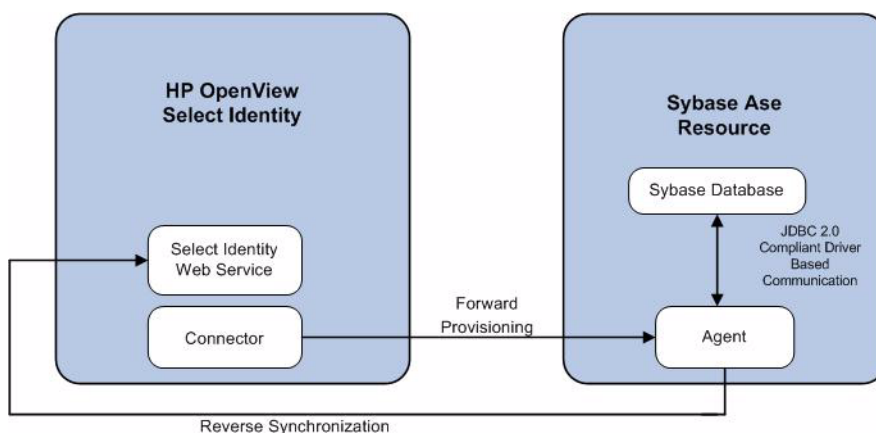 HP OpenView
Select Identity
Sybase Ase
Resource
Sybase Database
JDBC 2.0
Compliant Driver
Based
Communication
Select Identity
Web Service
Forward
Provisioning
Connector
Agent
Reverse Synchronization